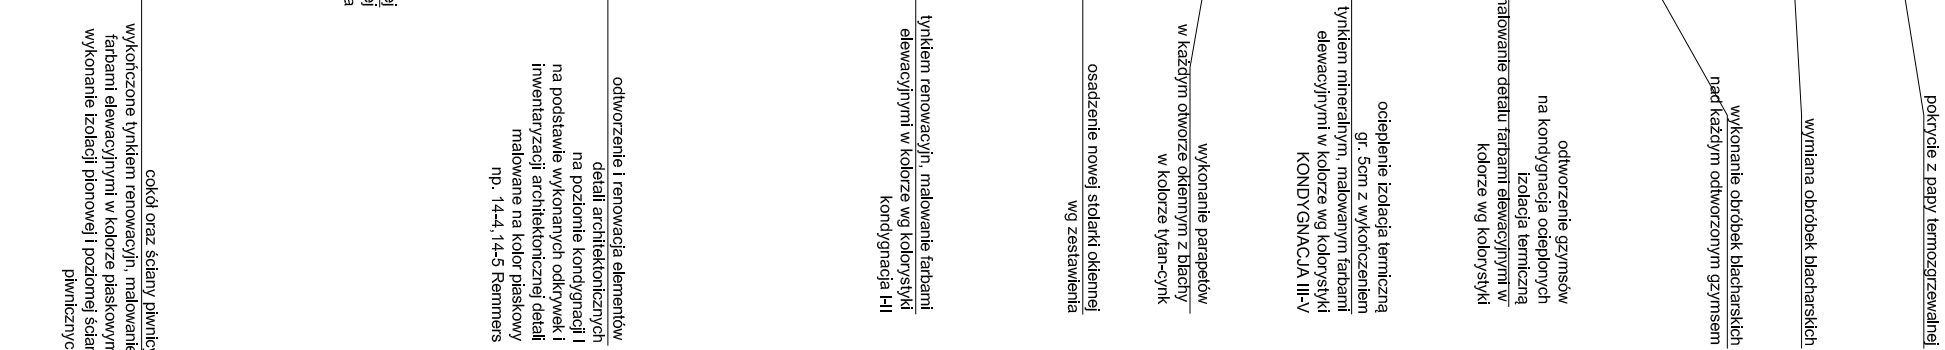 pokrycie z papy termozgrzewalnej
wymiana obróbek blacharskich
wykonanie obróbek blacharskich
nad każdym odtworzonym gzymsem
odtworzenie gzymsów
na kondygnacja ocieplonych
izolacja termiczną
malowanie detalu farbami elewacyjnymi w
kolorze wg kolorystyki
ocieplenie izolacja termiczną
gr. 5cm z wykończeniem
tynkiem mineralnym, malowanym farbami
elewacyjnymi w kolorze wg kolorystyki
KONDYGNACJA III-V
wykonanie parapetów
w każdym otworze okiennym z blachy
w kolorze tytan-cynk
osadzenie nowej stolarki okiennej
wg zestawienia
tynkiem renowacyjn, malowanie farbami
elewacyjnymi w kolorze wg kolorystyki
kondygnacja I-II
odtworzenie i renowacja elementów
detali architektonicznych
na poziomie kondygnacji I
na podstawie wykonanych odkrywek i
inwentaryzacji architektonicznej detali
malowane na kolor piaskowy
np. 14-4,14-5 Remmers
cokół oraz ściany piwnicy
wykończone tynkiem renowacyjn, malowanie
farbami elewacyjnymi w kolorze piaskowym
wykonanie izolacji pionowej i poziomej ścian
piwnicznyc